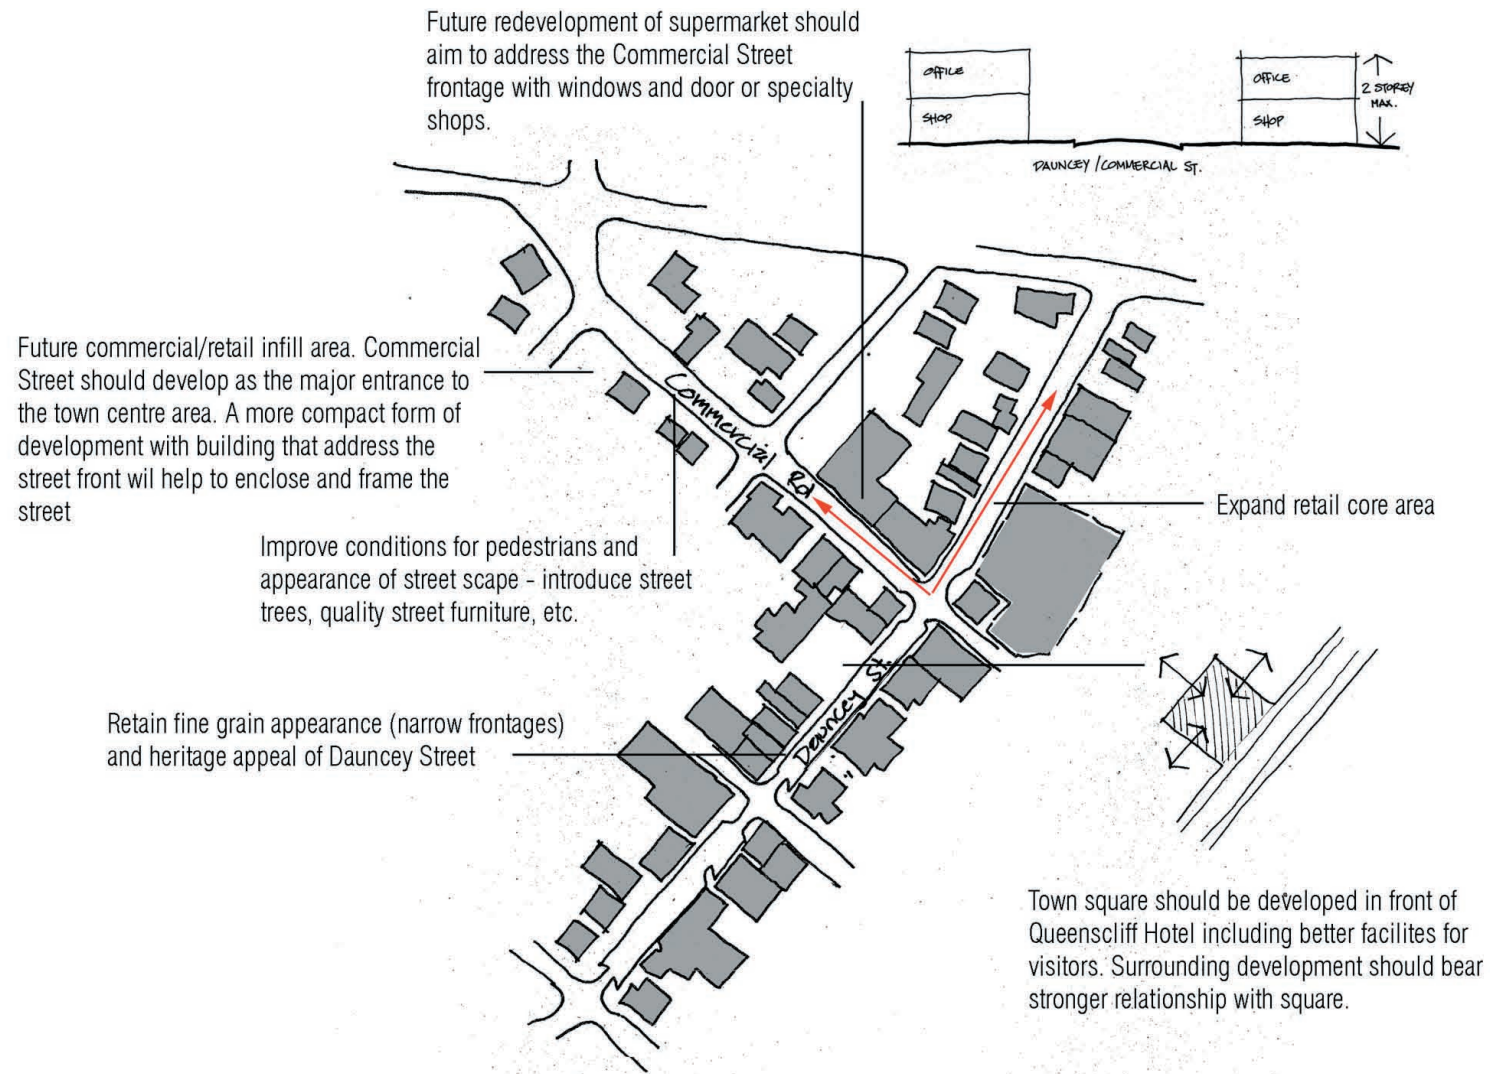 Future redevelopment of supermarket should
aim to address the Commercial Street
frontage with windows and door or specialty
shops.
OFFICE
SHOP
OFFICE
SHOP
2 STOREY
MAX.
DAUNCEY / COMMERCIAL ST.
Future commercial/retail infill area. Commercial
Street should develop as the major entrance to
the town centre area. A more compact form of
development with building that address the
street front wil help to enclose and frame the
street
Commercial Rd
Expand retail core area
Improve conditions for pedestrians and
appearance of street scape - introduce street
trees, quality street furniture, etc.
Dauncey St.
Retain fine grain appearance (narrow frontages)
and heritage appeal of Dauncey Street
Town square should be developed in front of
Queenscliff Hotel including better facilites for
visitors. Surrounding development should bear
stronger relationship with square.